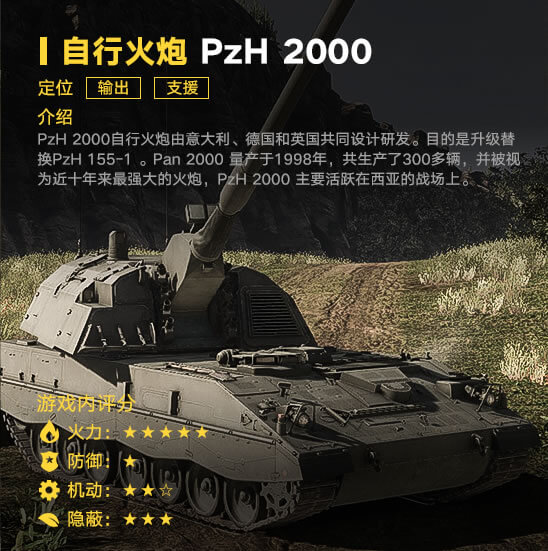 自行火炮 PzH 2000
定位 输出 支援
介绍
PzH 2000自行火炮由意大利、德国和英国共同设计研发。目的是升级替
换PzH 155-1 。Pan 2000 量产于1998年，共生产了300多辆，并被视
为近十年来最强大的火炮，PzH 2000 主要活跃在西亚的战场上。
游戏内评分
火力：★★★★★
防御：★
机动：★★☆
隐蔽：★★★